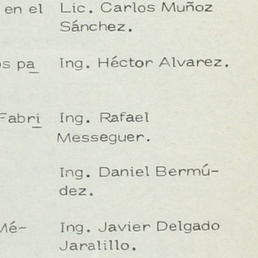 en el Lic. Carlos Muñoz
Sánchez.
os pa Ing. Héctor Alvarez.
Fabri Ing. Rafael
Messeguer.
Ing. Daniel Bermú-
dez.
Mé- Ing. Javier Delgado
Jaralillo.